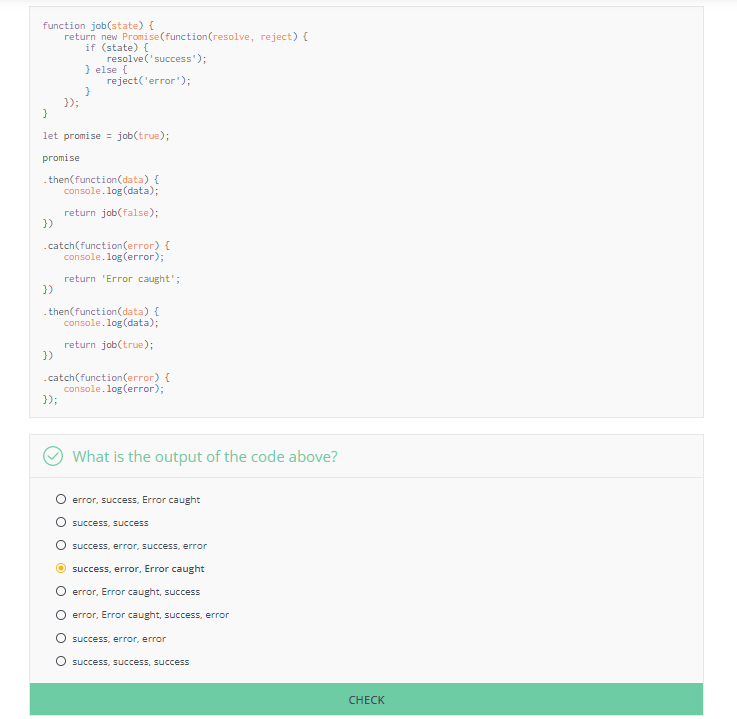 function job(state) {
    return new Promise(function(resolve, reject) {
        if (state) {
            resolve('success');
        } else {
            reject('error');
        }
    });
}
let promise = job(true);
promise
.then(function(data) {
    console.log(data);
    return job(false);
})
.catch(function(error) {
    console.log(error);
    return 'Error caught';
})
.then(function(data) {
    console.log(data);
    return job(true);
})
.catch(function(error) {
    console.log(error);
});
What is the output of the code above?
error, success, Error caught
success, success
success, error, success, error
success, error, Error caught
error, Error caught, success
error, Error caught, success, error
success, error, error
success, success, success
CHECK